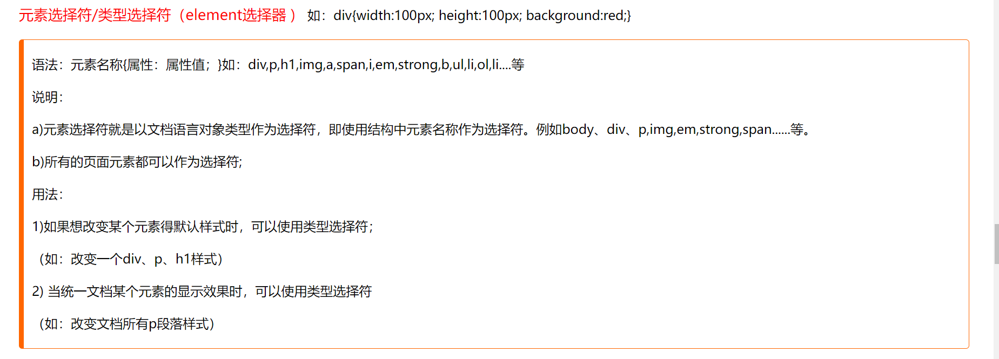 元素选择符/类型选择符（element选择器 ） 如：div{width:100px; height:100px; background:red;}
语法：元素名称{属性：属性值；}如：div,p,h1,img,a,span,i,em,strong,b,ul,li,ol,li....等
说明：
a)元素选择符就是以文档语言对象类型作为选择符，即使用结构中元素名称作为选择符。例如body、div、p,img,em,strong,span......等。
b)所有的页面元素都可以作为选择符;
用法：
1)如果想改变某个元素得默认样式时，可以使用类型选择符；
（如：改变一个div、p、h1样式）
2) 当统一文档某个元素的显示效果时，可以使用类型选择符
（如：改变文档所有p段落样式）